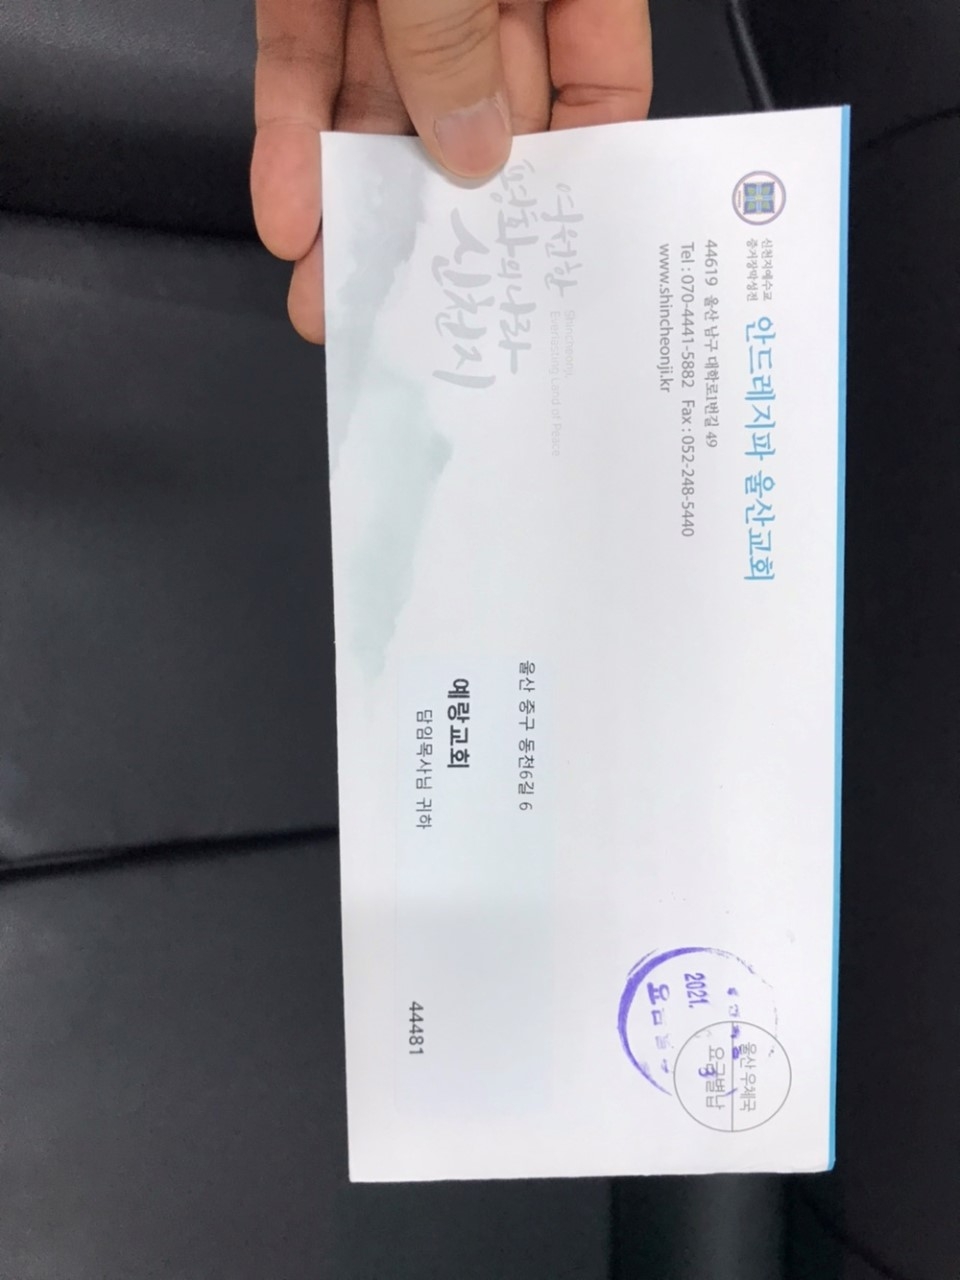 신천지예수교
증거장막성전
안드레지파 울산교회
44619 울산 남구 대학로1번길 49
Tel : 070-4441-5882 Fax : 052-248-5440
www.shincheonji.kr
영원한
평화의 나라
신천지
Shincheonji,
Everlasting Land of Peace
울산우체국
요금별납
2021.
요금
울산 중구 동천6길 6
예랑교회
담임목사님 귀하
44481